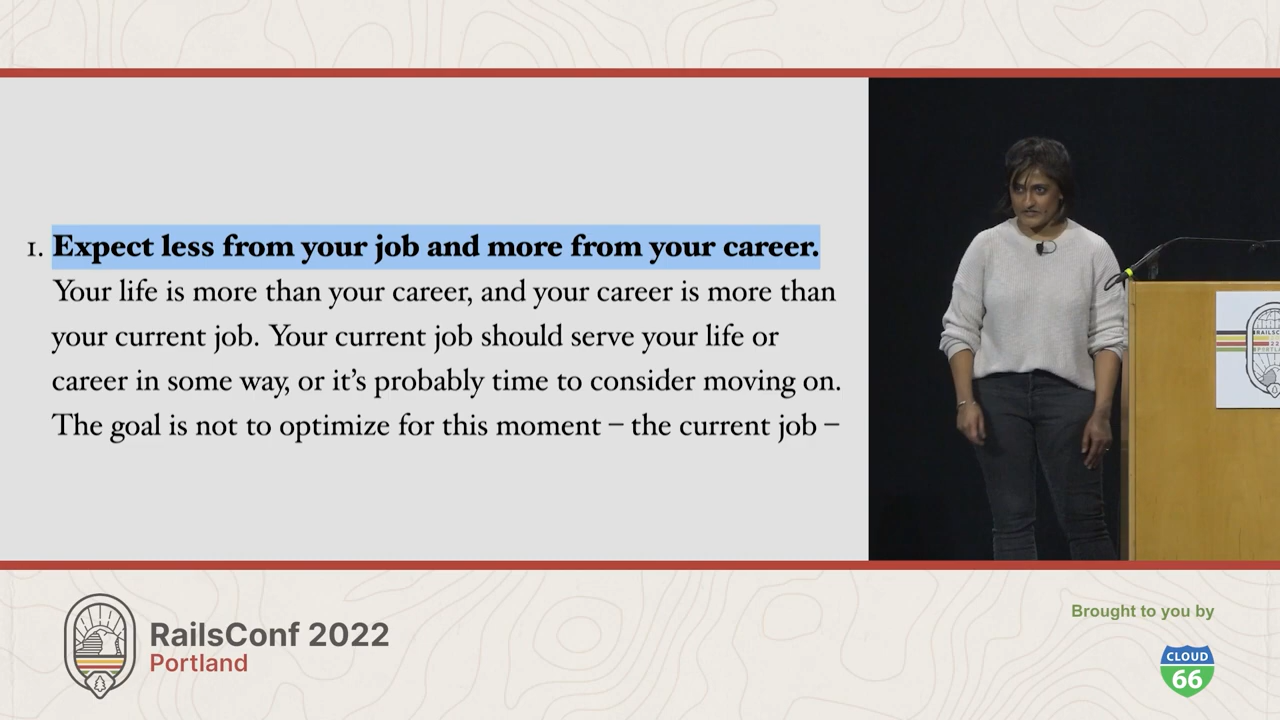 1. Expect less from your job and more from your career.
Your life is more than your career, and your career is more than
your current job. Your current job should serve your life or
career in some way, or it’s probably time to consider moving on.
The goal is not to optimize for this moment – the current job –
RailsConf 2022
Portland
Brought to you by
CLOUD
66